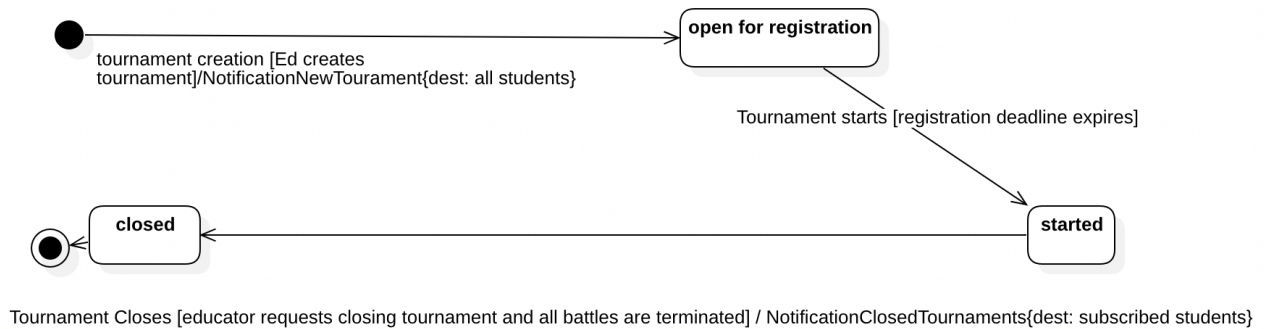 open for registration
tournament creation [Ed creates
tournament]/NotificationNewTourament{dest: all students}
Tournament starts [registration deadline expires]
closed
started
Tournament Closes [educator requests closing tournament and all battles are terminated] / NotificationClosedTournaments{dest: subscribed students}